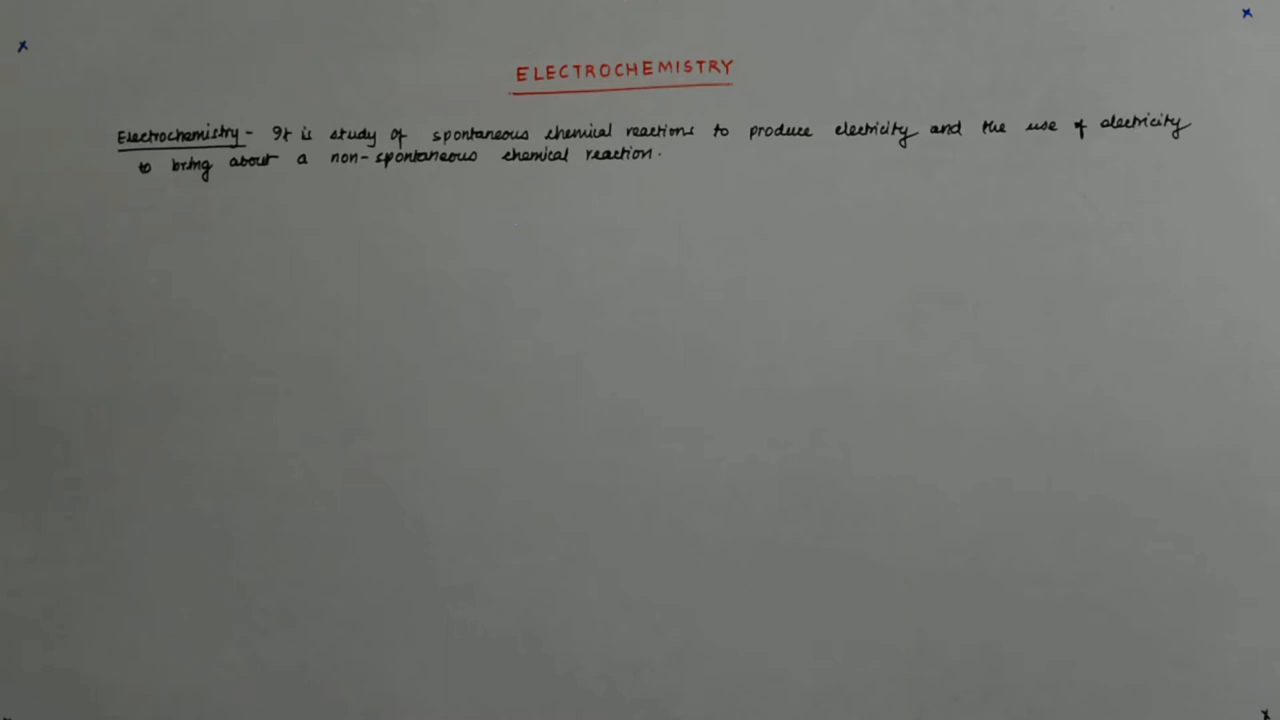 ELECTROCHEMISTRY
Electrochemistry - It is study of spontaneous chemical reactions to produce electricity and the use of electricity
to bring about a non-spontaneous chemical reaction.